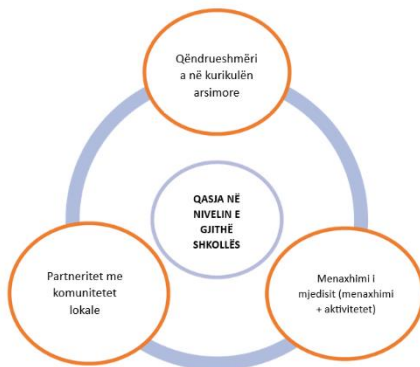 Qëndrueshmëri
a në kurikulën
arsimore
QASJA NË
NIVELIN E
GJITHË
SHKOLLËS
Partneritet me
komunitetet
lokale
Menaxhimi i
mjedisit (menaxhimi
+ aktivitetet)